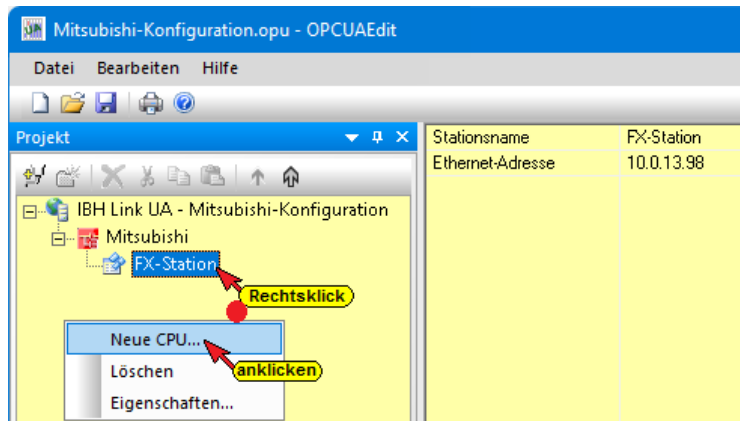 Mitsubishi-Konfiguration.opu - OPCUAEdit
Datei Bearbeiten Hilfe
Projekt
Stationsname FX-Station
Ethernet-Adresse 10.0.13.98
IBH Link UA - Mitsubishi-Konfiguration
Mitsubishi
FX-Station
Rechtsklick
Neue CPU...
anklicken
Löschen
Eigenschaften...